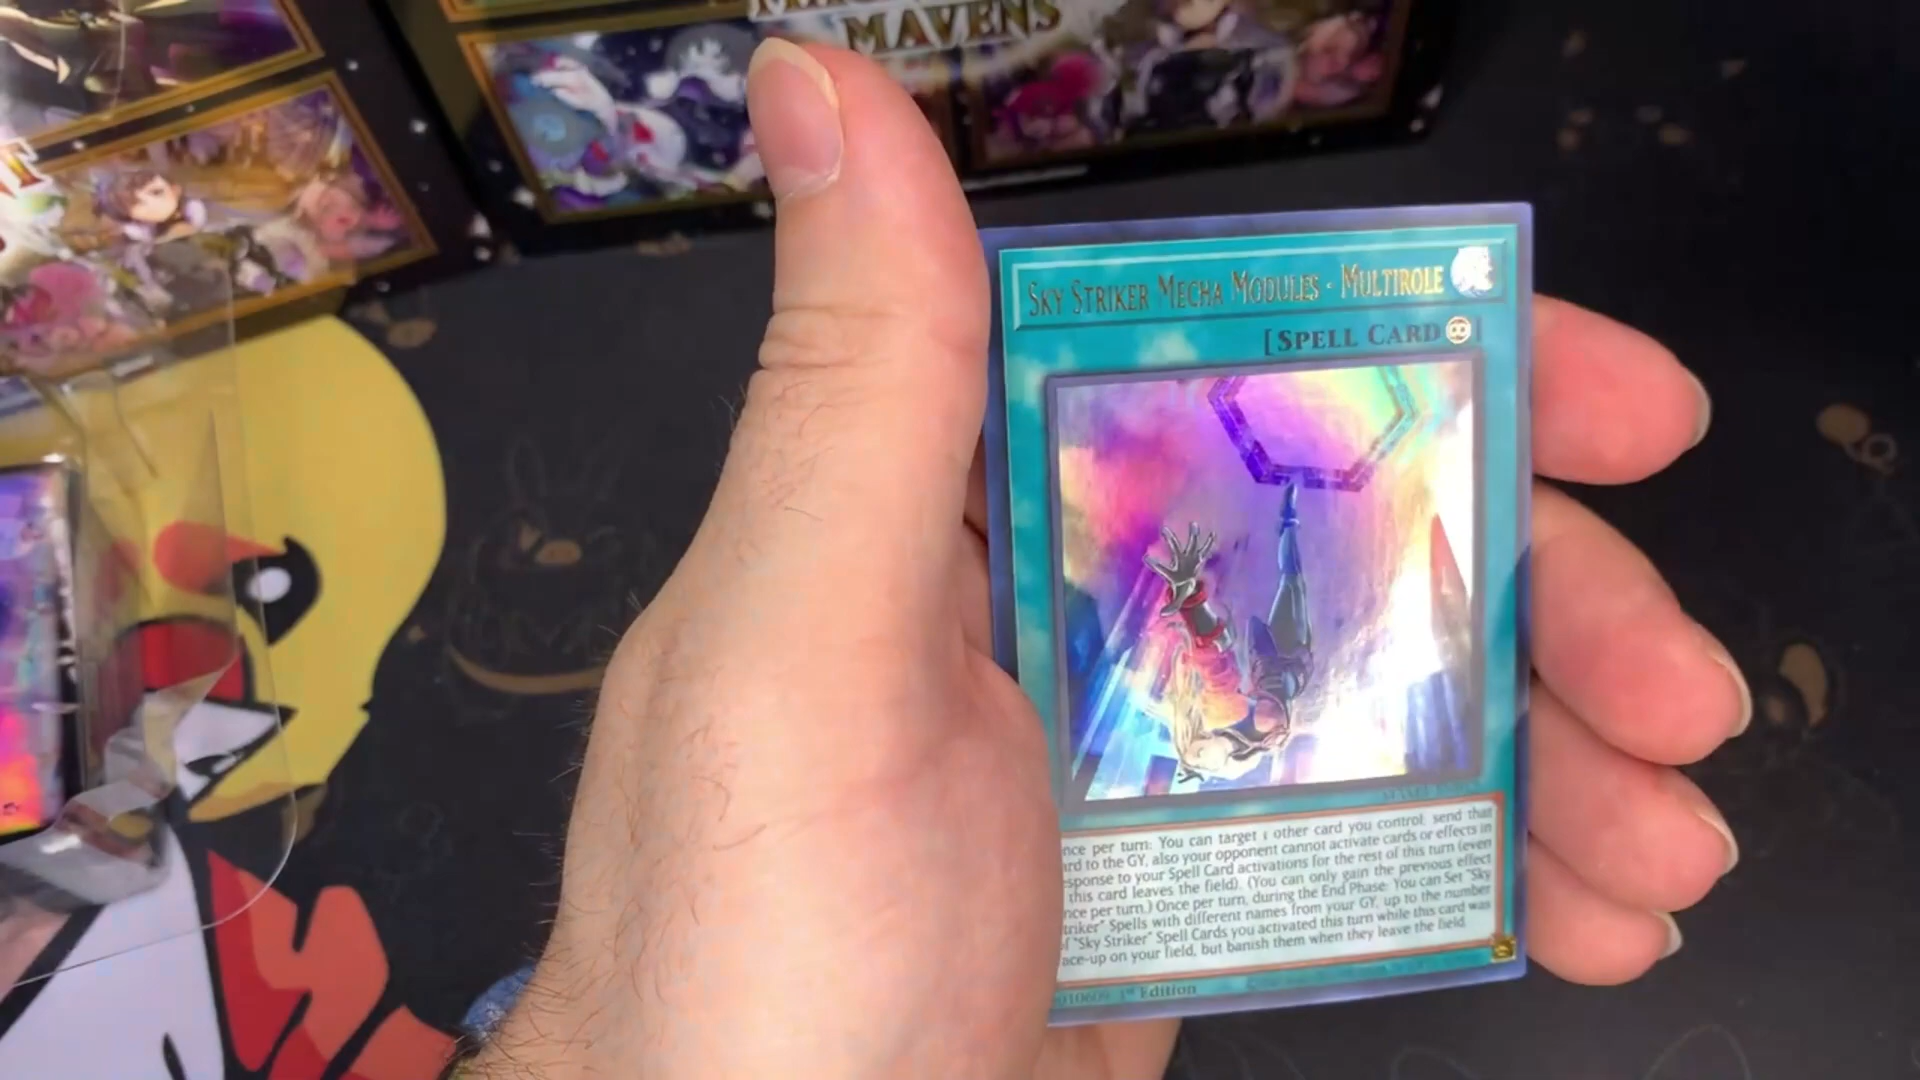 MAVENS
SKY STRIKER MECHA MODULES - MULTIROLE
[SPELL CARD ]
nce per turn: You can target 1 other card you control; send that
rd to the GY, also your opponent cannot activate cards or effects in
sponse to your Spell Card activations for the rest of this turn (even
this card leaves the field). (You can only gain the previous effect
nce per turn.) Once per turn, during the End Phase: You can Set "Sky
triker" Spells with different names from your GY, up to the number
f "Sky Striker" Spell Cards you activated this turn while this card was
ace-up on your field, but banish them when they leave the field.
1st Edition